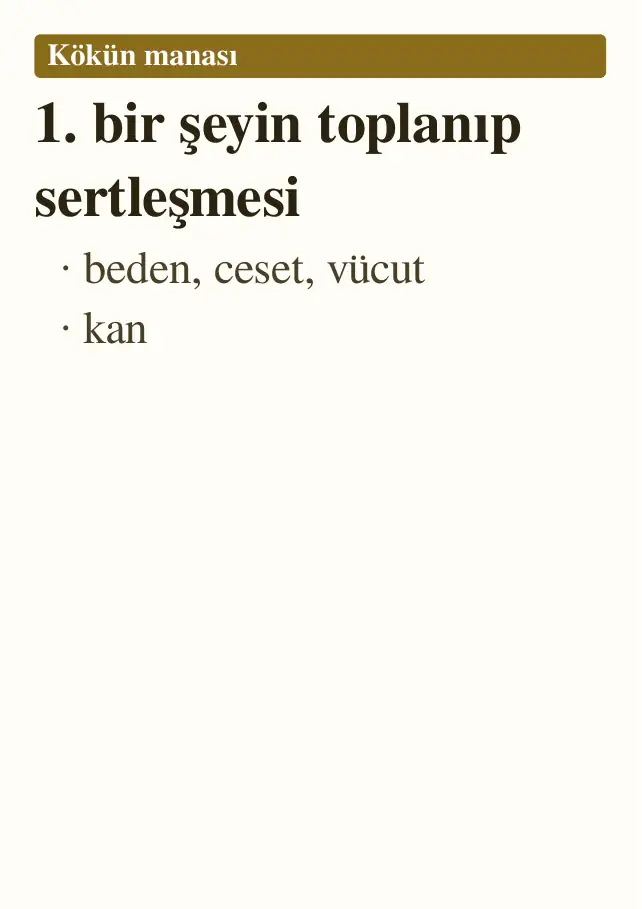 Kökün manası
1. bir şeyin toplanıp
sertleşmesi
· beden, ceset, vücut
· kan